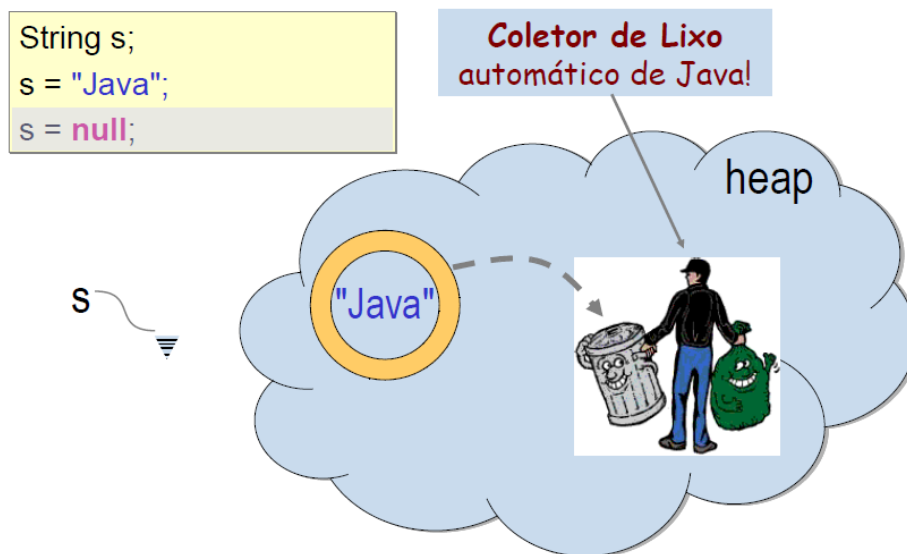 String s;
s = "Java";
s = null;
Coletor de Lixo
automático de Java!
heap
"Java"
s